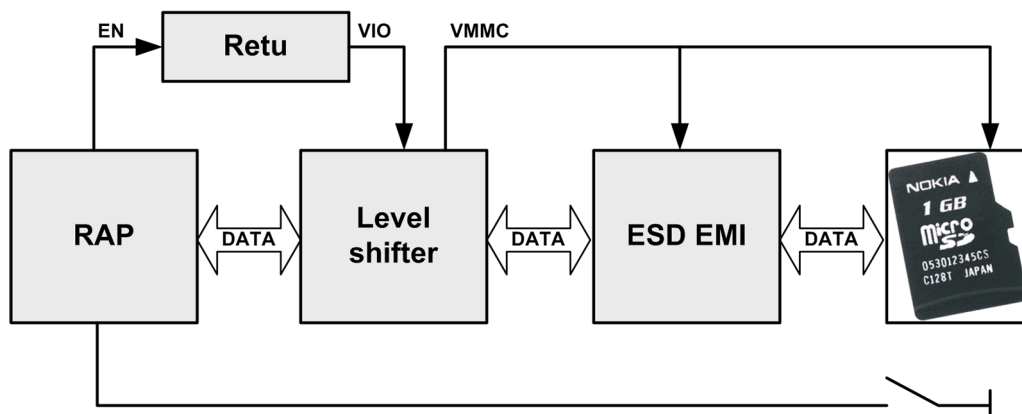 EN
Retu
VIO
VMMC
RAP
DATA
Level
shifter
DATA
ESD EMI
DATA
NOKIA
1 GB
Micro
SD
053012345CS
C128T JAPAN